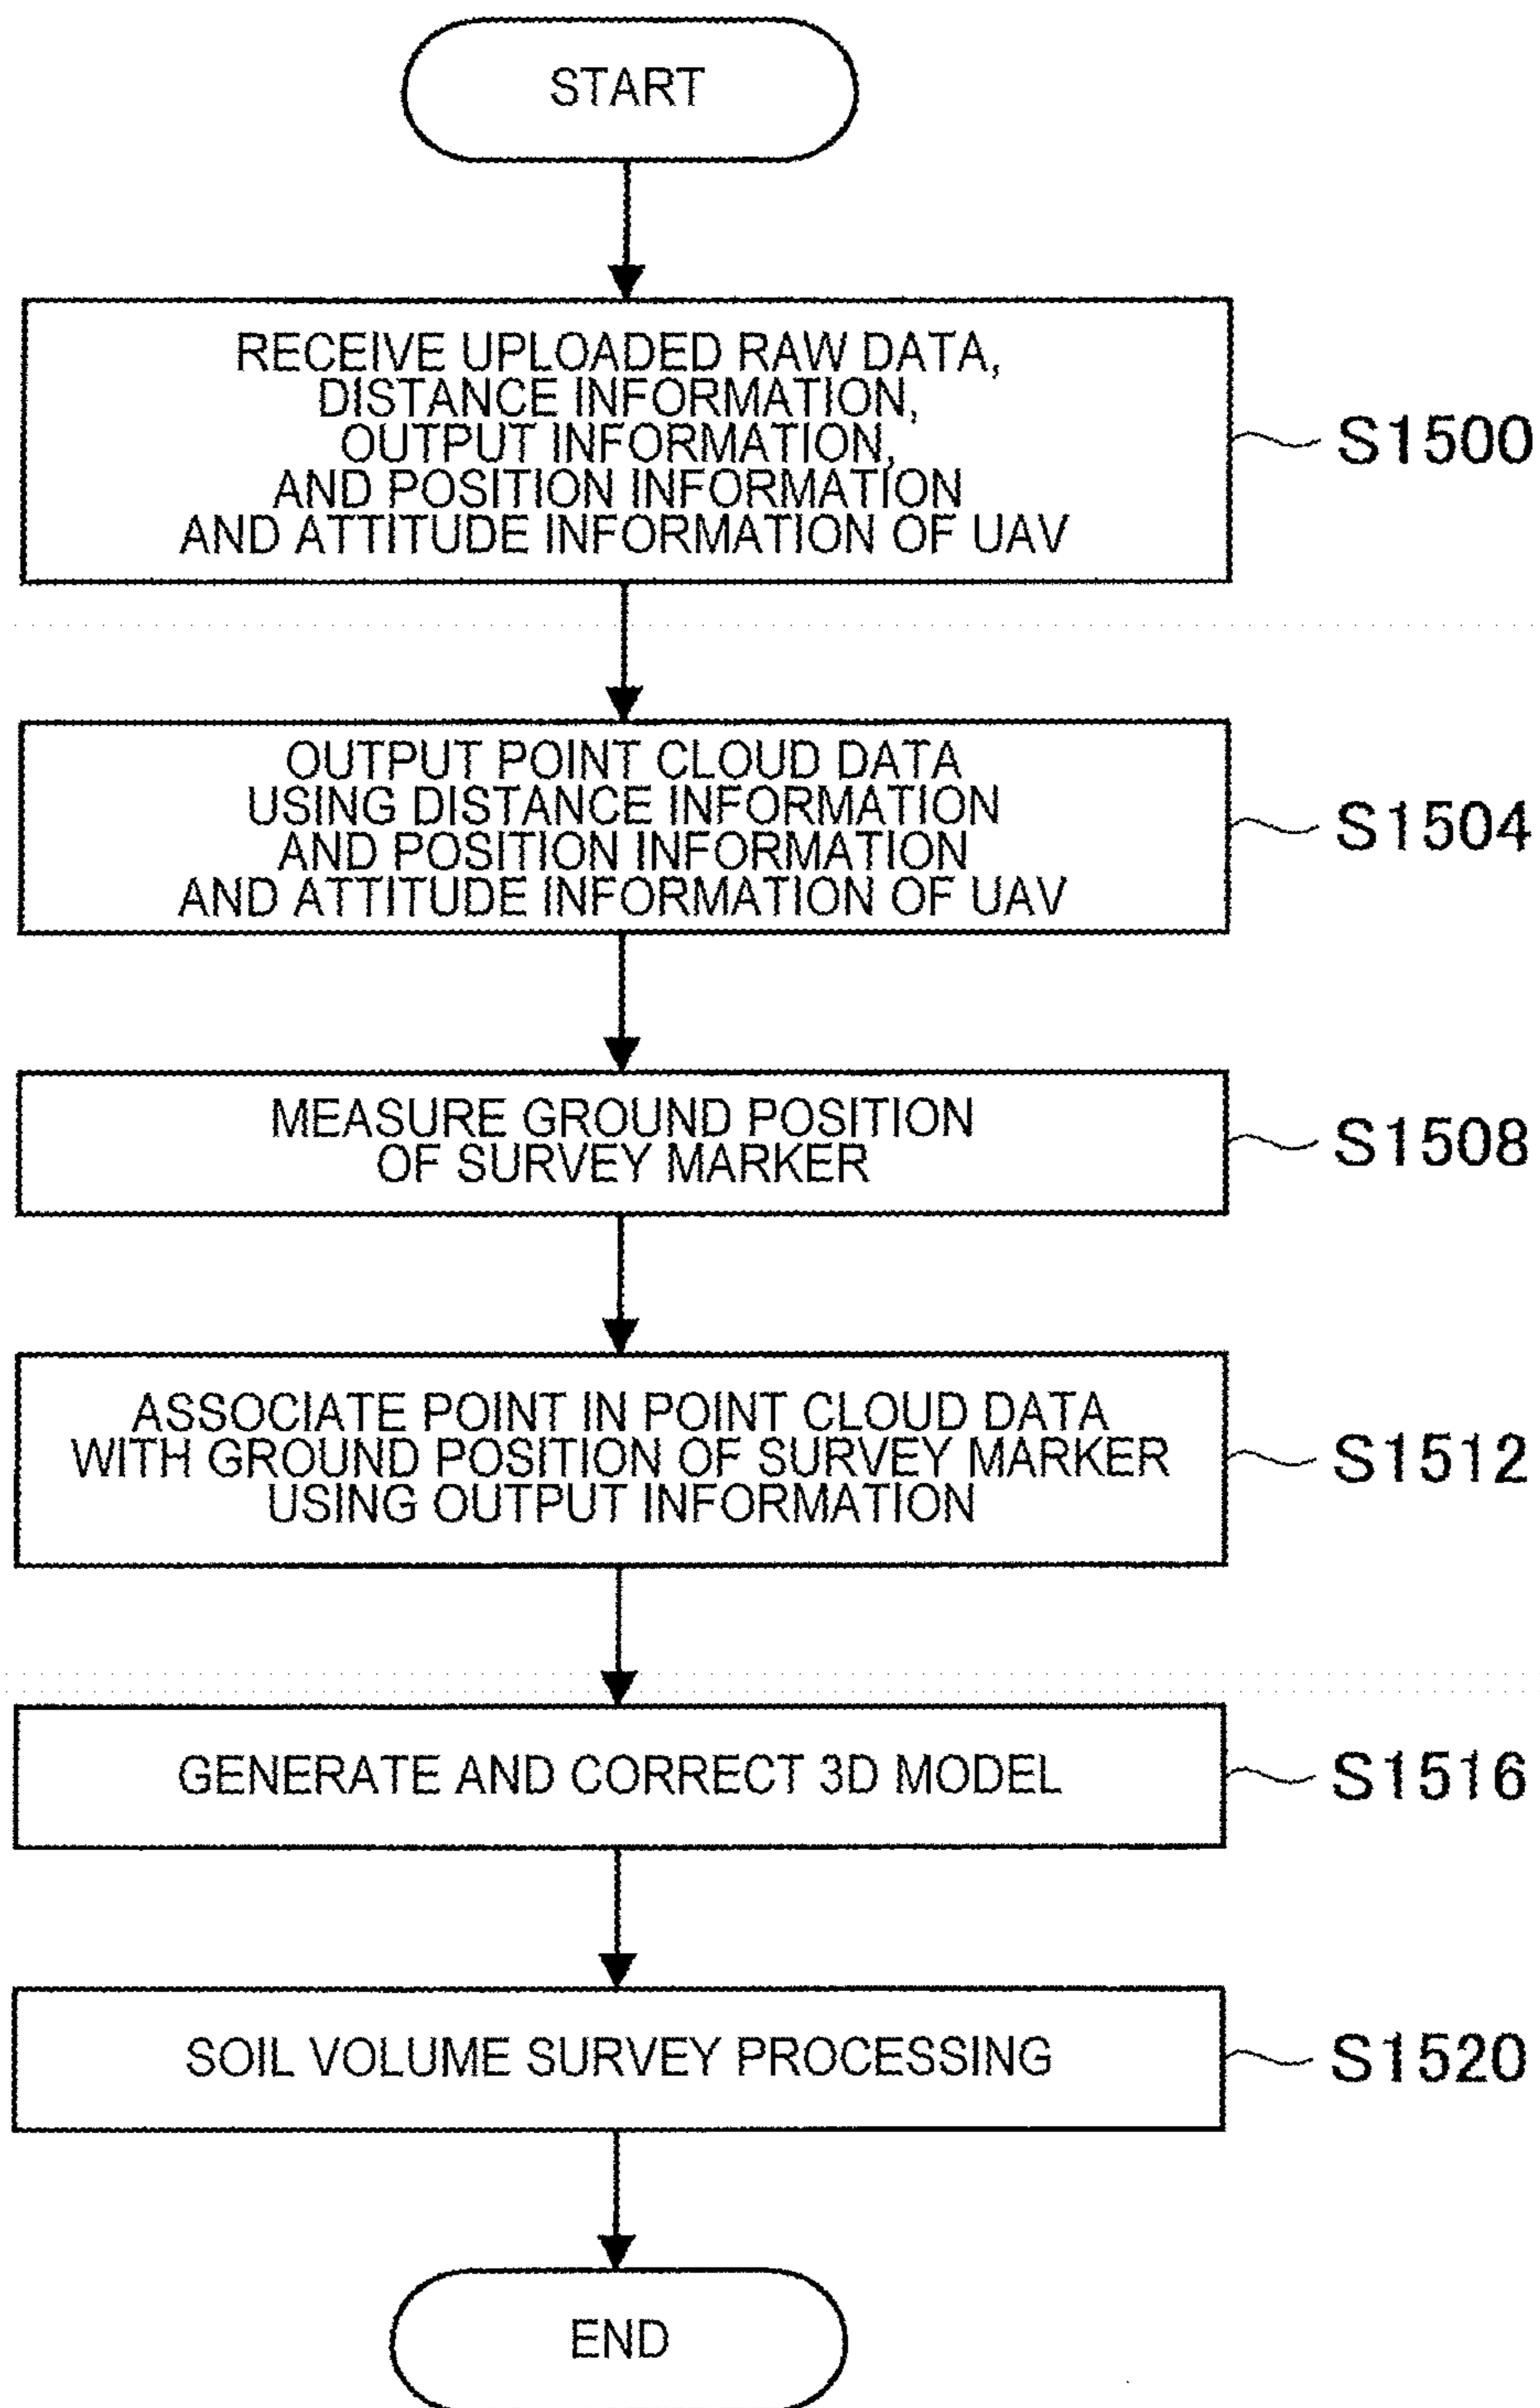 START
RECEIVE UPLOADED RAW DATA,
DISTANCE INFORMATION,
OUTPUT INFORMATION,
AND POSITION INFORMATION
AND ATTITUDE INFORMATION OF UAV
S1500
OUTPUT POINT CLOUD DATA
USING DISTANCE INFORMATION
AND POSITION INFORMATION
AND ATTITUDE INFORMATION OF UAV
S1504
MEASURE GROUND POSITION
OF SURVEY MARKER
S1508
ASSOCIATE POINT IN POINT CLOUD DATA
WITH GROUND POSITION OF SURVEY MARKER
USING OUTPUT INFORMATION
S1512
GENERATE AND CORRECT 3D MODEL
S1516
SOIL VOLUME SURVEY PROCESSING
S1520
END